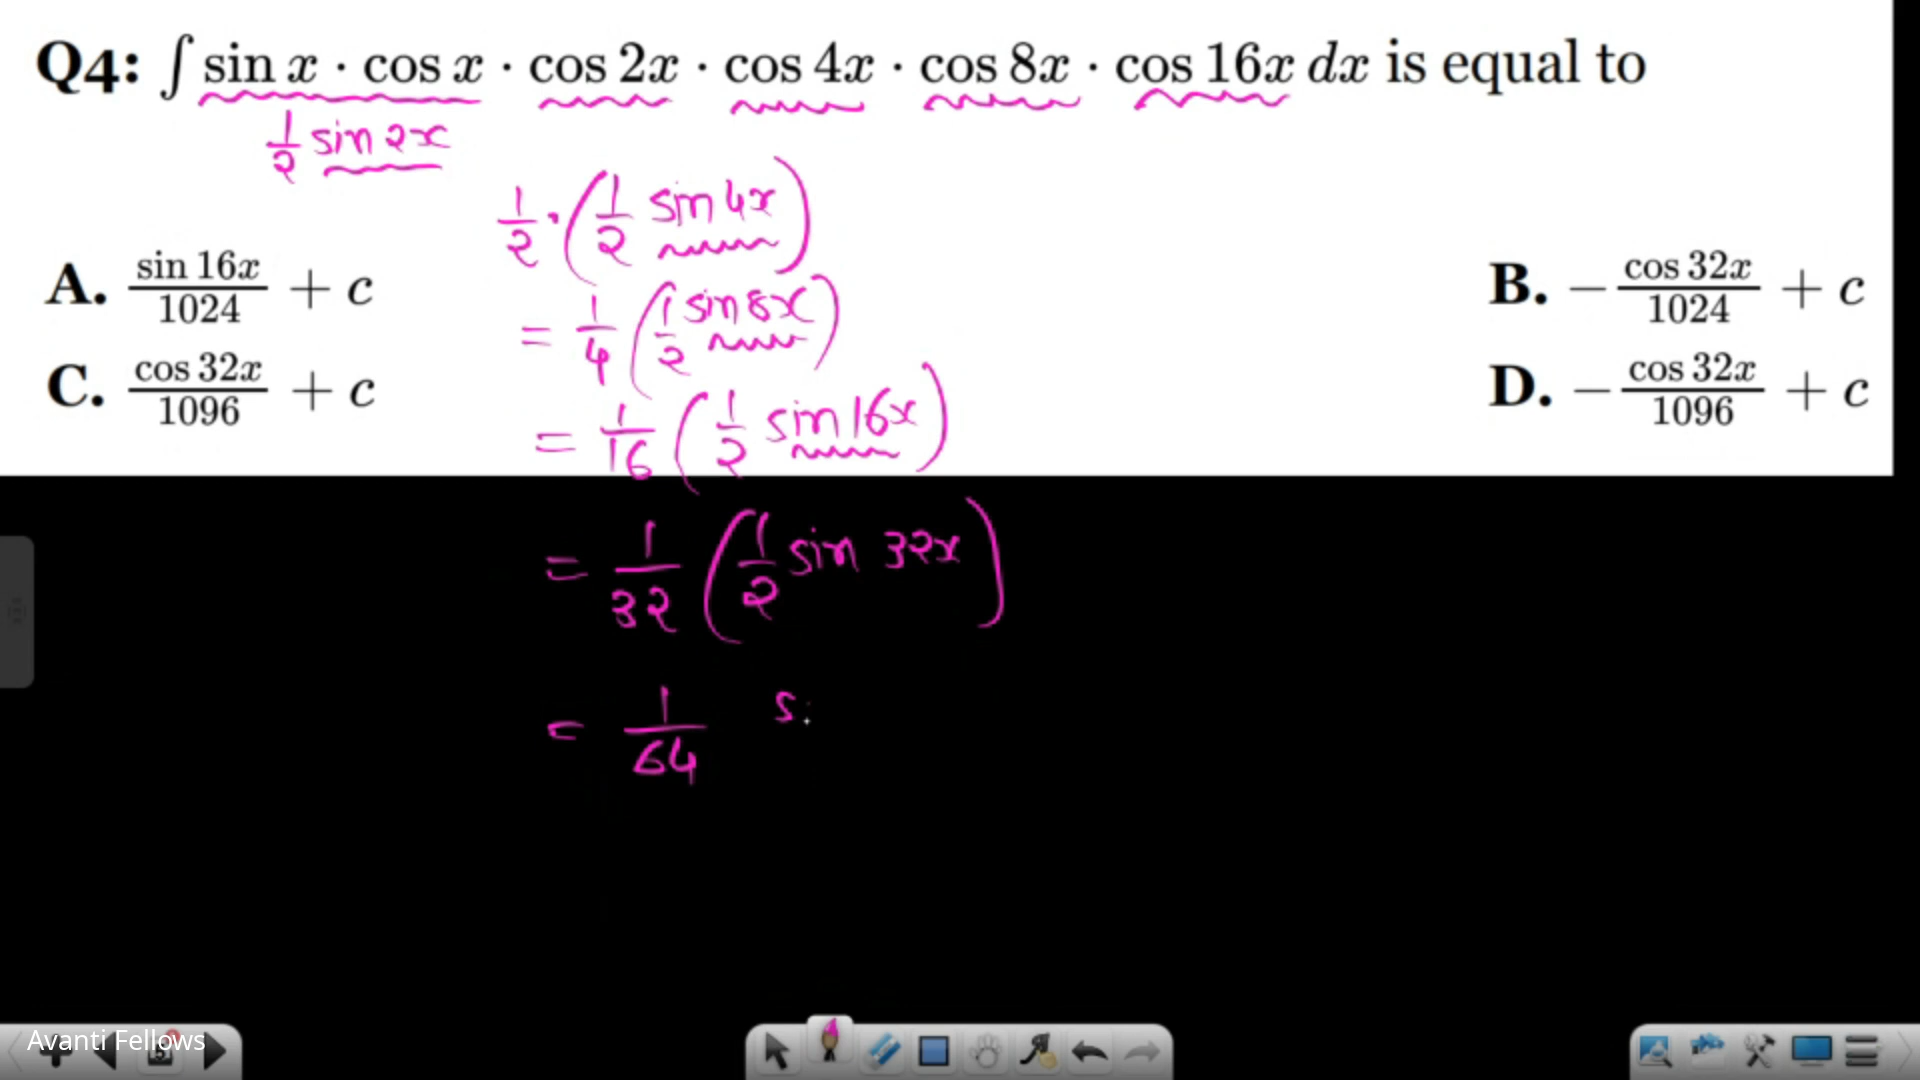 Q4: ∫ sin x · cos x · cos 2x · cos 4x · cos 8x · cos 16x dx is equal to
1/2 sin 2x
1/2 · (1/2 sin 4x)
A. sin 16x/1024 + c
B. − cos 32x/1024 + c
= 1/4 (1/2 sin 8x)
C. cos 32x/1096 + c
D. − cos 32x/1096 + c
= 1/16 (1/2 sin 16x)
= 1/32 (1/2 sin 32x)
= 1/64 s
Avanti Fellows